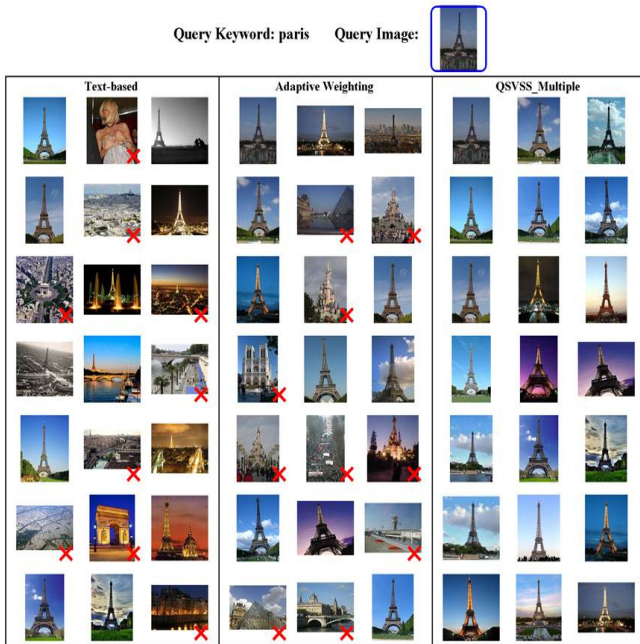 Query Keyword: paris Query Image:
Text-based
Adaptive Weighting
QSVSS_Multiple